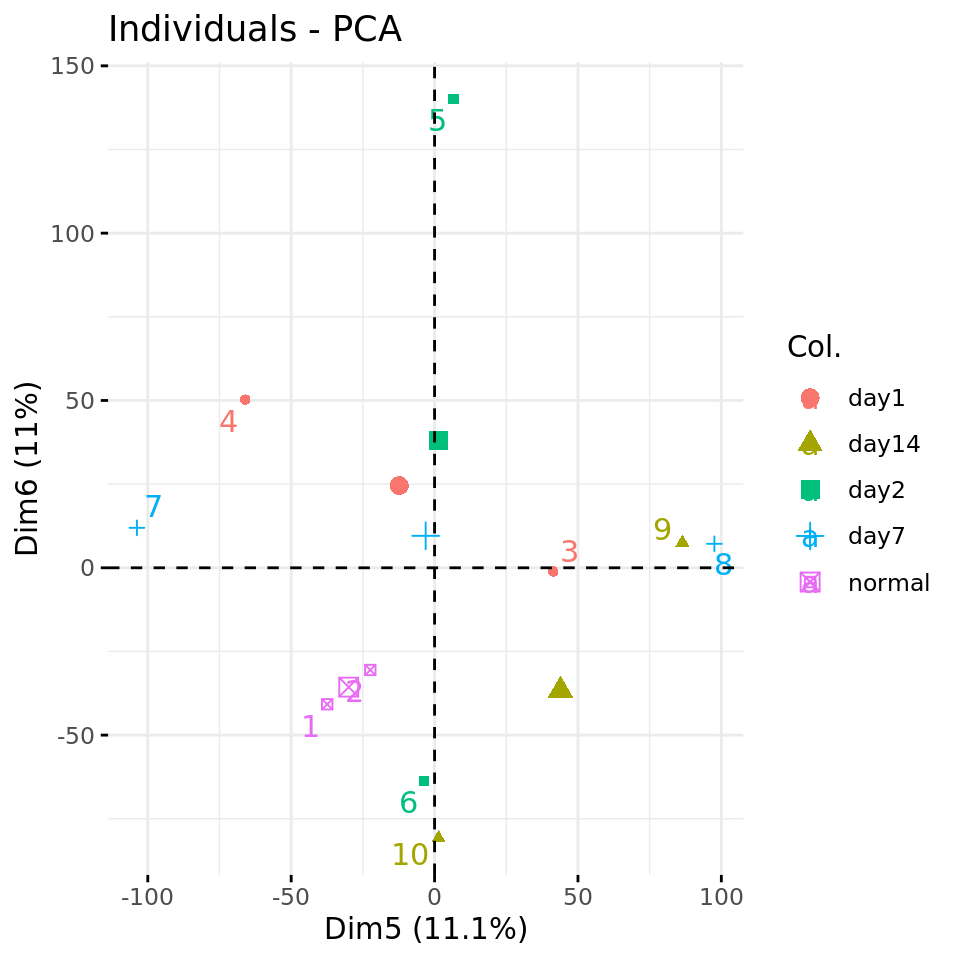 Individuals - PCA
150
100
50
0
-50
-100
-50
0
50
100
Dim5 (11.1%)
Dim6 (11%)
5
4
7
3
9
8
2
1
6
10
Col.
a day1
a day14
a day2
a day7
a normal